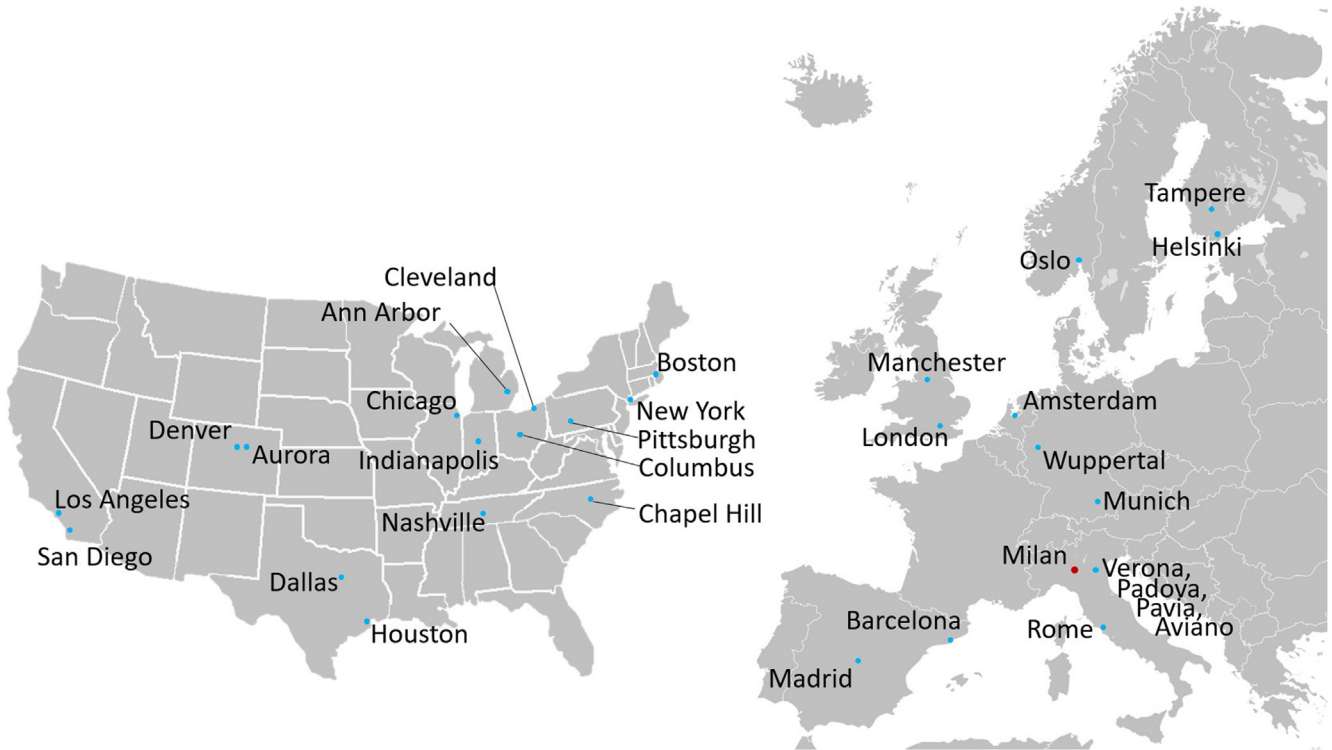 Cleveland
Ann Arbor
Boston
Chicago
New York
Denver
Pittsburgh
Aurora
Indianapolis
Columbus
Los Angeles
Nashville
Chapel Hill
San Diego
Dallas
Houston
Tampere
Helsinki
Oslo
Manchester
Amsterdam
London
Wuppertal
Munich
Milan
Verona,
Padova,
Pavia,
Aviano
Barcelona
Rome
Madrid